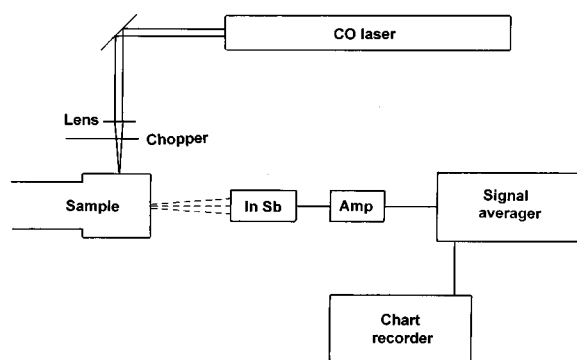 CO laser
Lens
Chopper
Sample
In Sb
Amp
Signal
averager
Chart
recorder